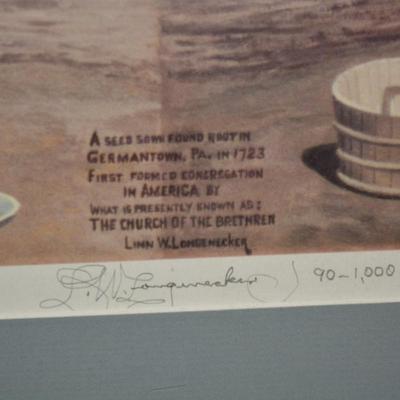 A SEED SOWN FOUND ROOT IN
GERMANTOWN, PA. IN 1723
FIRST FORMED CONGREGATION
IN AMERICA BY
WHAT IS PRESENTLY KNOWN AS:
THE CHURCH OF THE BRETHREN
LINN W. LONGENECKER
L. W. Longenecker 90-1,000